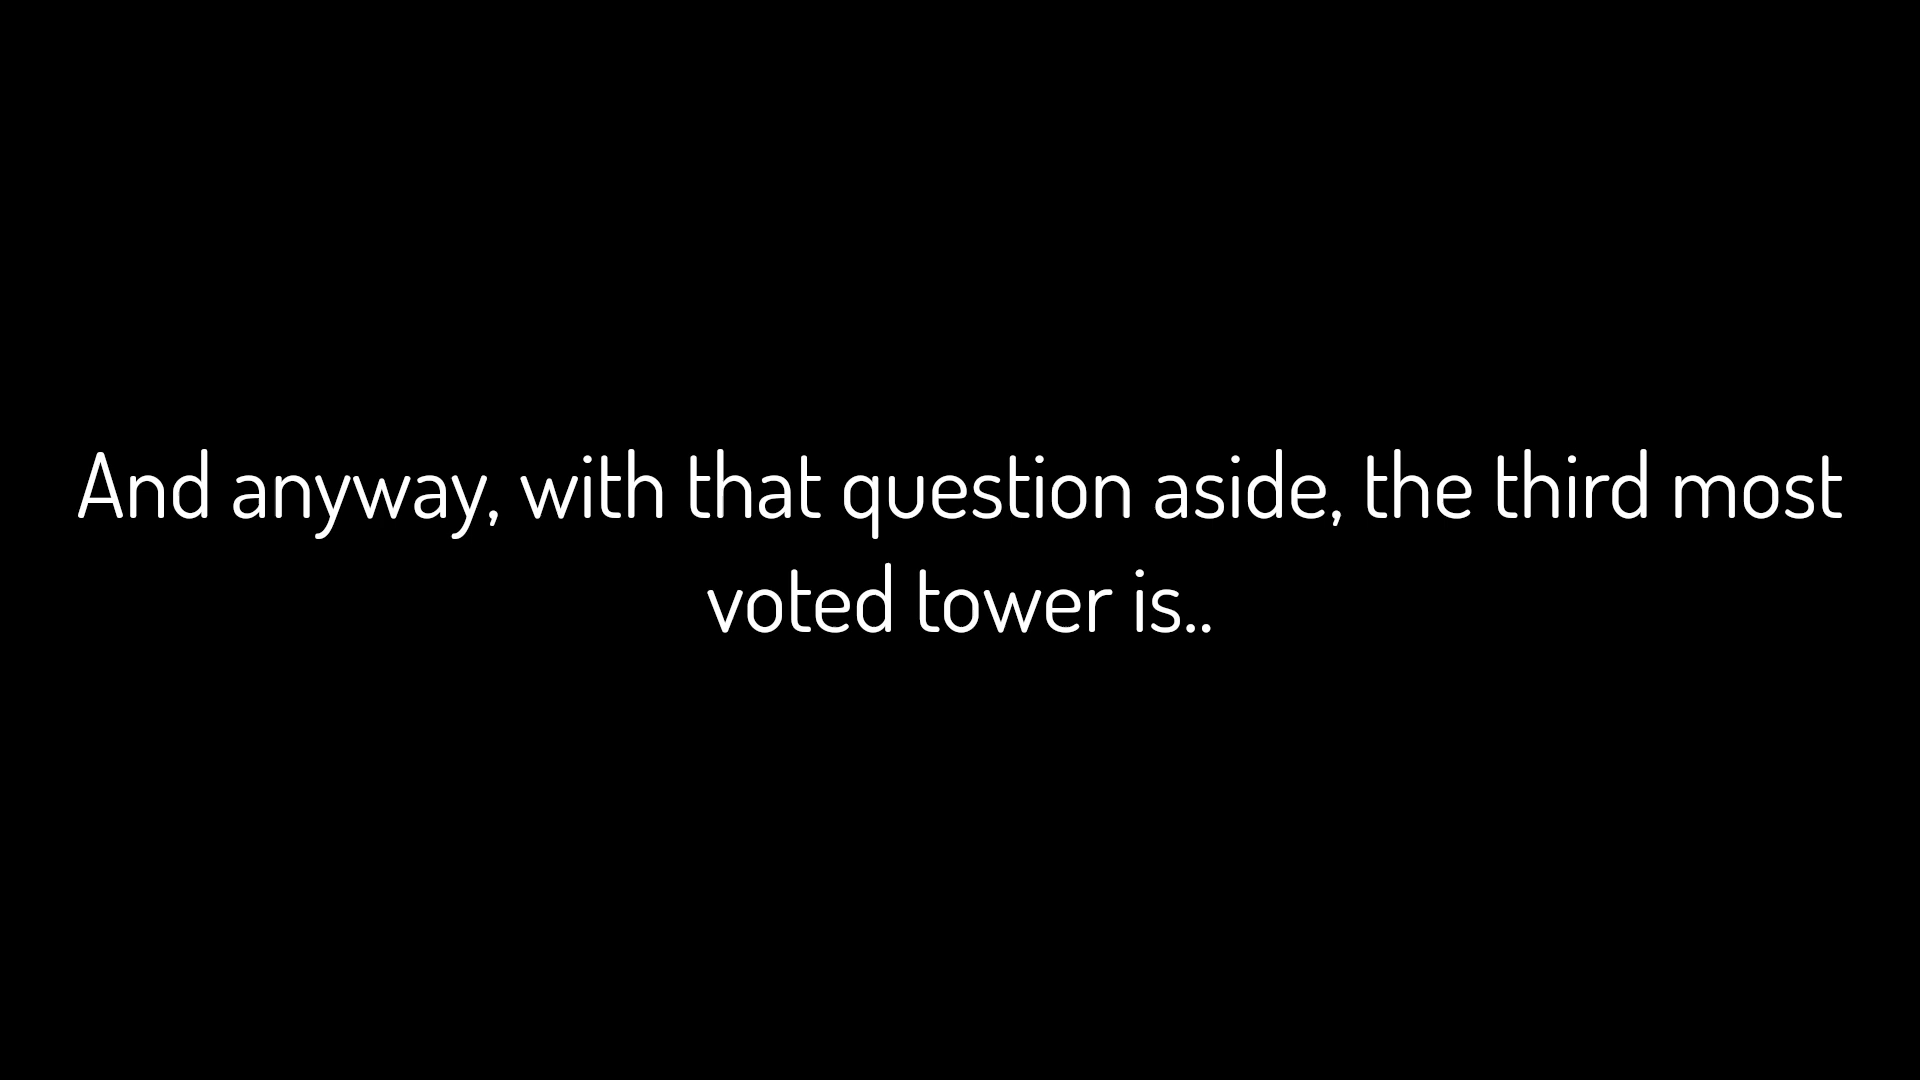 And anyway, with that question aside, the third most
voted tower is..